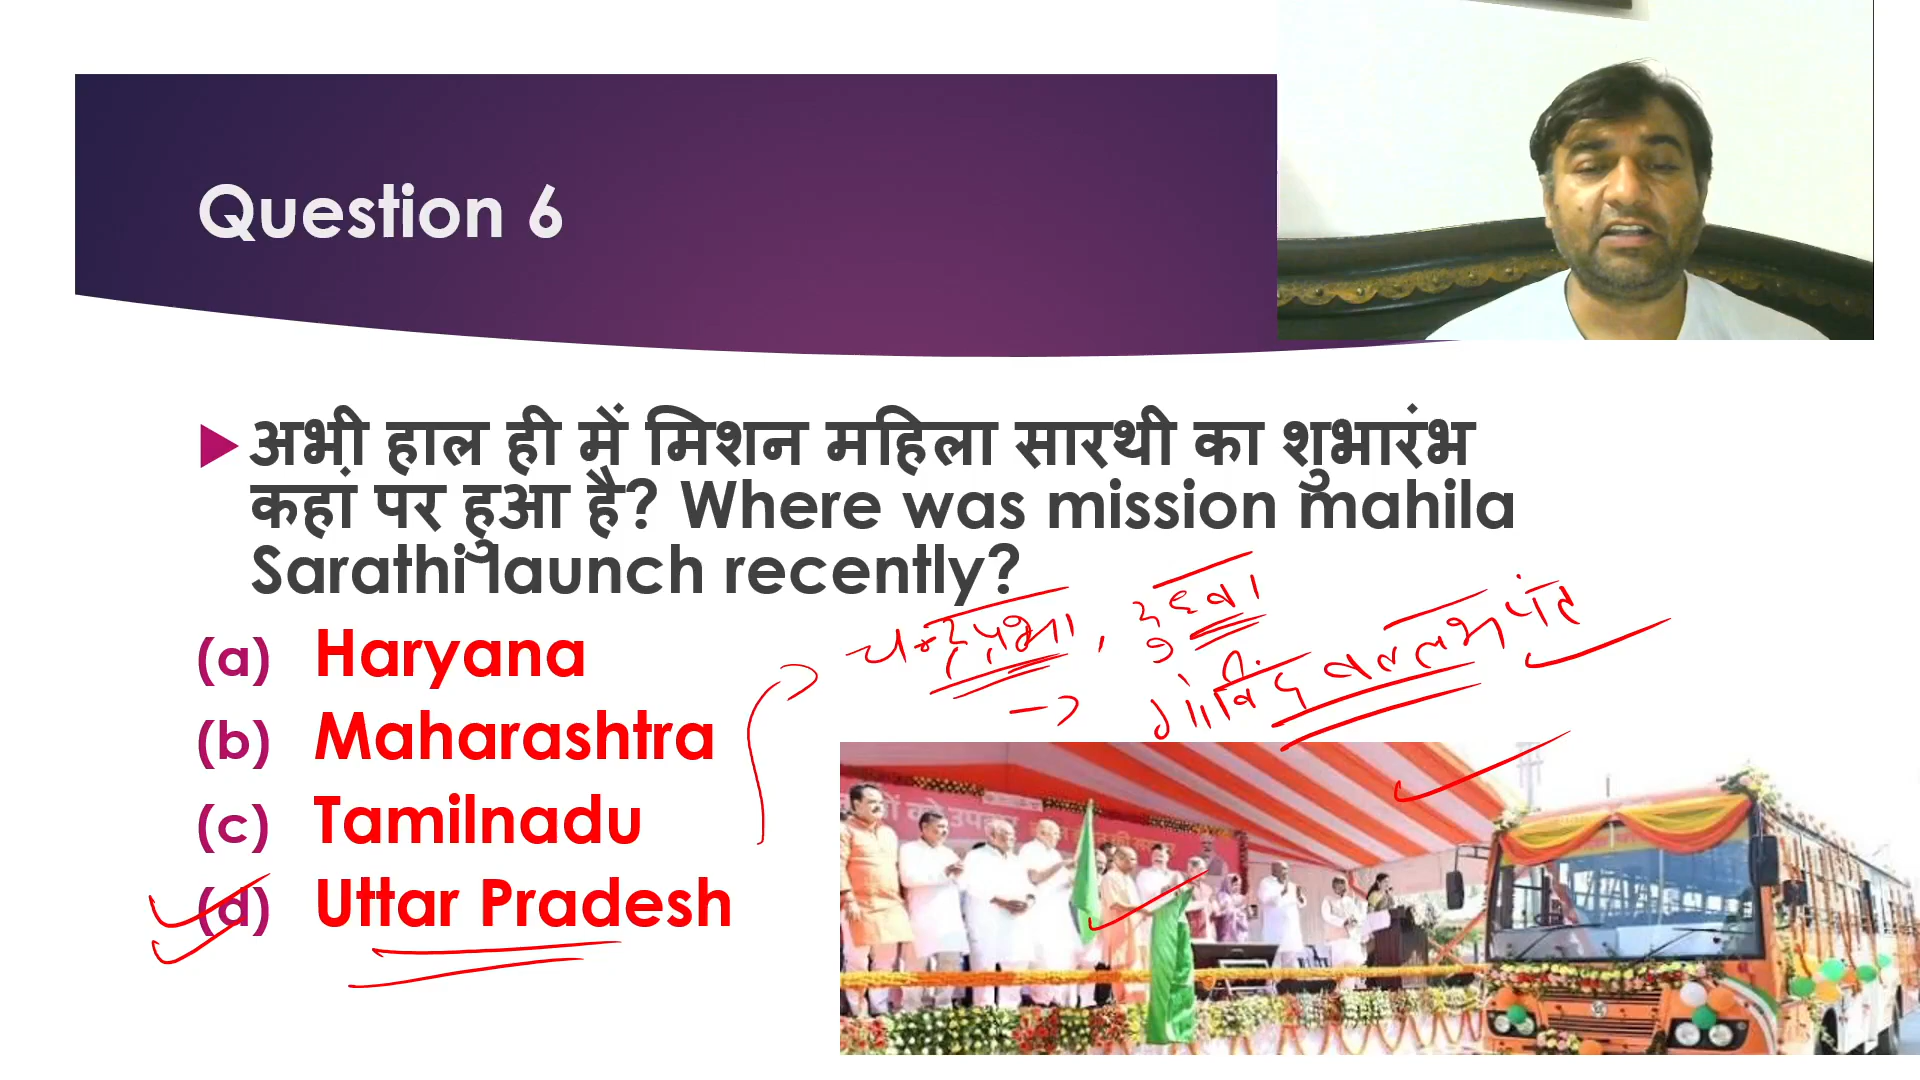 Question 6
अभी हाल ही में मिशन महिला सारथी का शुभारंभ
कहां पर हुआ है? Where was mission mahila
Sarathi launch recently?
(a) Haryana
(b) Maharashtra
(c) Tamilnadu
(d) Uttar Pradesh
चन्द्रप्रभा, 
गोविंद वल्लभ पंत
को उपहार